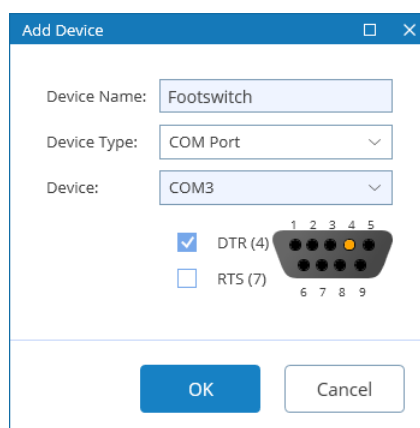 Add Device
Device Name: Footswitch
Device Type: COM Port
Device: COM3
1 2 3 4 5
DTR (4)
RTS (7)
6 7 8 9
OK Cancel